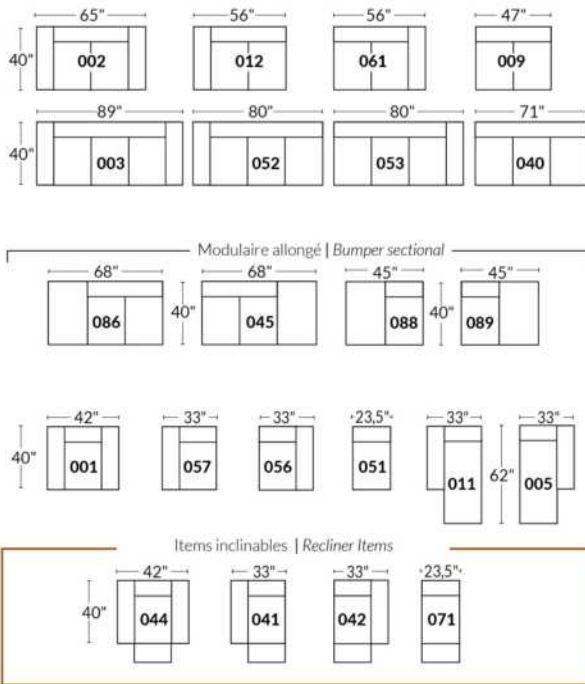 65" 56" 56" 47"
40" 002 012 061 009
89" 80" 80" 71"
40" 003 052 053 040
Modulaire allongé | Bumper sectional
68" 68" 45" 45"
086 40" 045 088 40" 089
42" 33" 33" 23,5" 33" 33"
40" 001 057 056 051 011 62" 005
Items inclinables | Recliner Items
42" 33" 33" 23,5"
40" 044 041 042 071